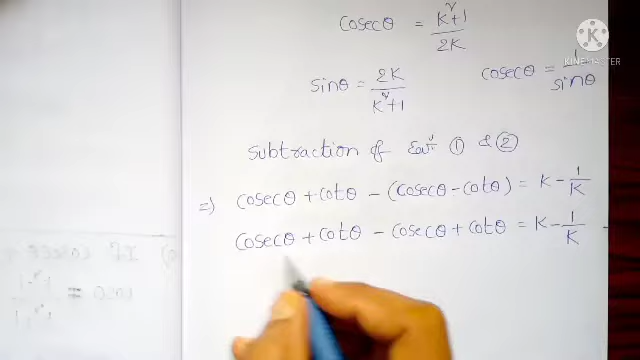 cosecθ = k²+1 / 2k
sinθ = 2k / k²+1
cosecθ = 1 / sinθ
KINEMASTER
subtraction of Eqⁿ ① & ②
⇒ cosecθ + cotθ - (cosecθ - cotθ) = k - 1/k
cosecθ + cotθ - cosecθ + cotθ = k - 1/k